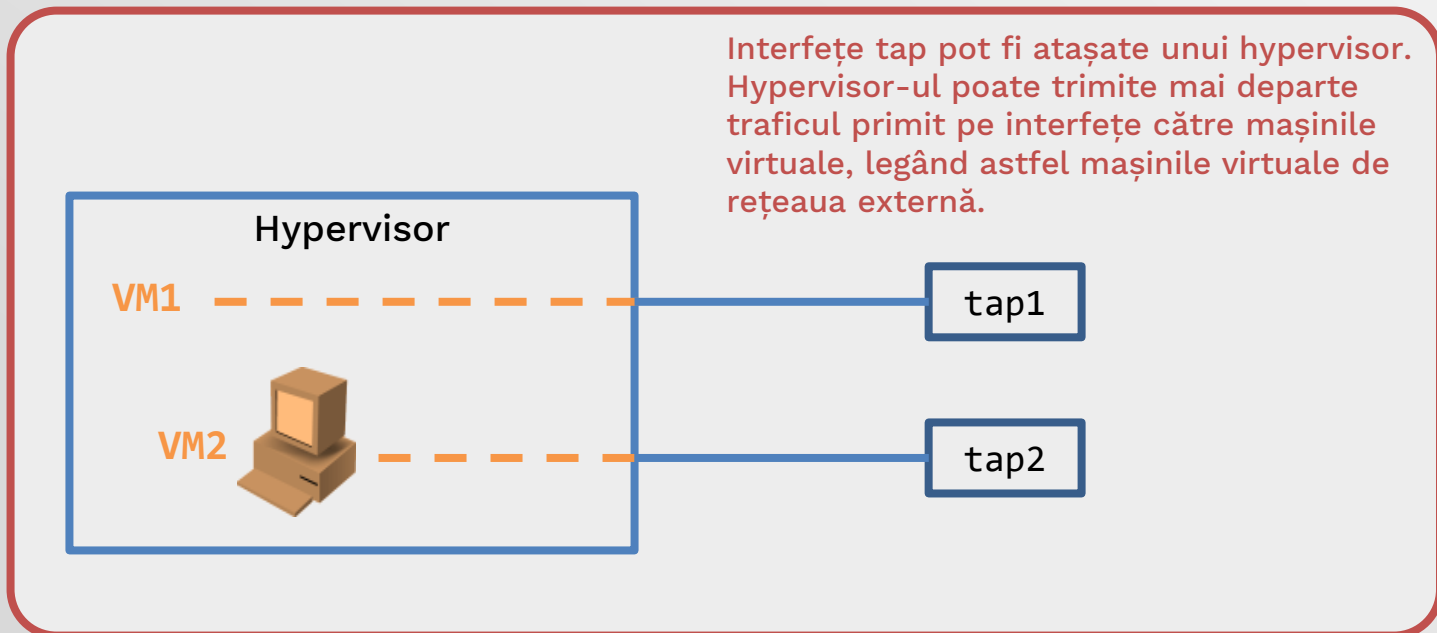 Interfețe tap pot fi atașate unui hypervisor.
Hypervisor-ul poate trimite mai departe
traficul primit pe interfețe către mașinile
virtuale, legând astfel mașinile virtuale de
rețeaua externă.
Hypervisor
VM1
tap1
VM2
tap2